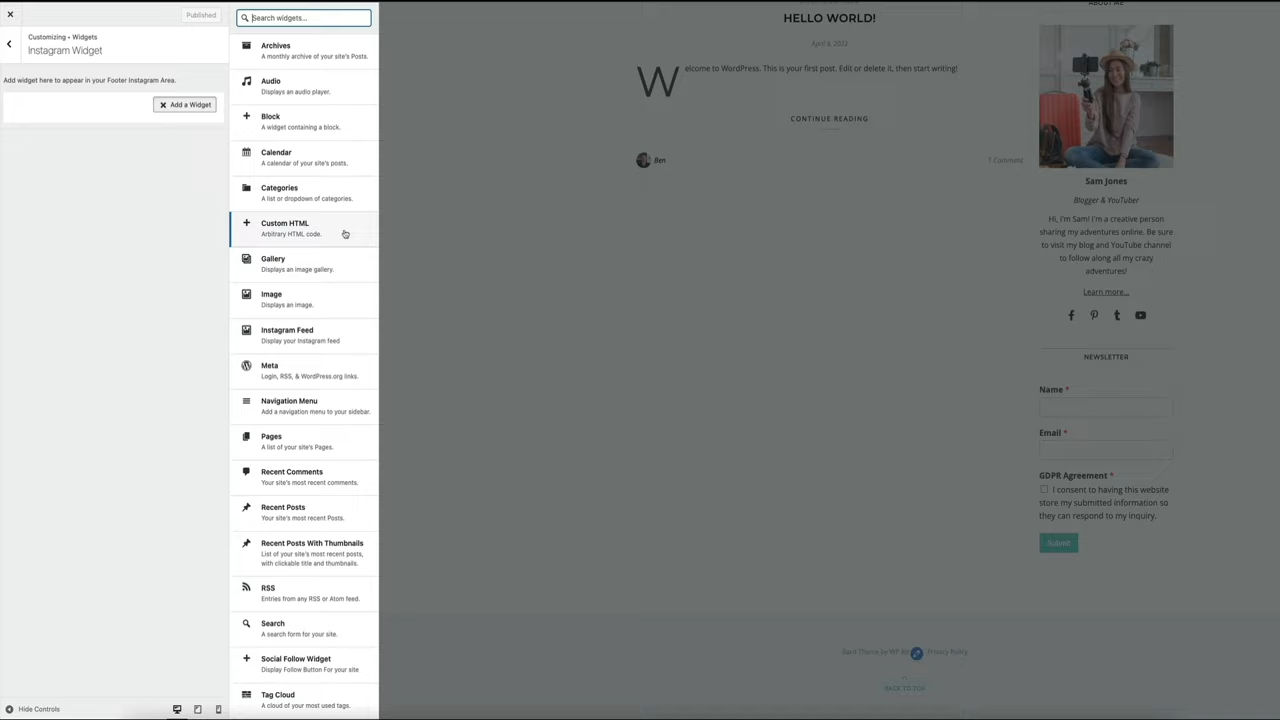 Published
Customizing • Widgets
Instagram Widget
Add widget here to appear in your Footer Instagram Area.
Add a Widget
Hide Controls
Search widgets...
Archives
A monthly archive of your site's Posts.
Audio
Displays an audio player.
Block
A widget containing a block.
Calendar
A calendar of your site's posts.
Categories
A list or dropdown of categories.
Custom HTML
Arbitrary HTML code.
Gallery
Displays an image gallery.
Image
Displays an image.
Instagram Feed
Display your Instagram feed
Meta
Login, RSS, & WordPress.org links.
Navigation Menu
Add a navigation menu to your sidebar.
Pages
A list of your site's Pages.
Recent Comments
Your site's most recent comments.
Recent Posts
Your site's most recent Posts.
Recent Posts With Thumbnails
List of your site's most recent posts,
with clickable title and thumbnails.
RSS
Entries from any RSS or Atom feed.
Search
A search form for your site.
Social Follow Widget
Display Follow Button For your site
Tag Cloud
A cloud of your most used tags.
HELLO WORLD!
April 6, 2022
Welcome to WordPress. This is your first post. Edit or delete it, then start writing!
CONTINUE READING
Ben
1 Comment
ABOUT ME
Sam Jones
Blogger & YouTuber
Hi, I'm Sam! I'm a creative person
sharing my adventures online. Be sure
to visit my blog and YouTube channel
to follow along all my crazy
adventures!
Learn more...
NEWSLETTER
Name *
Email *
GDPR Agreement *
I consent to having this website
store my submitted information so
they can respond to my inquiry.
Submit
Theme by WP
Privacy Policy
BACK TO TOP